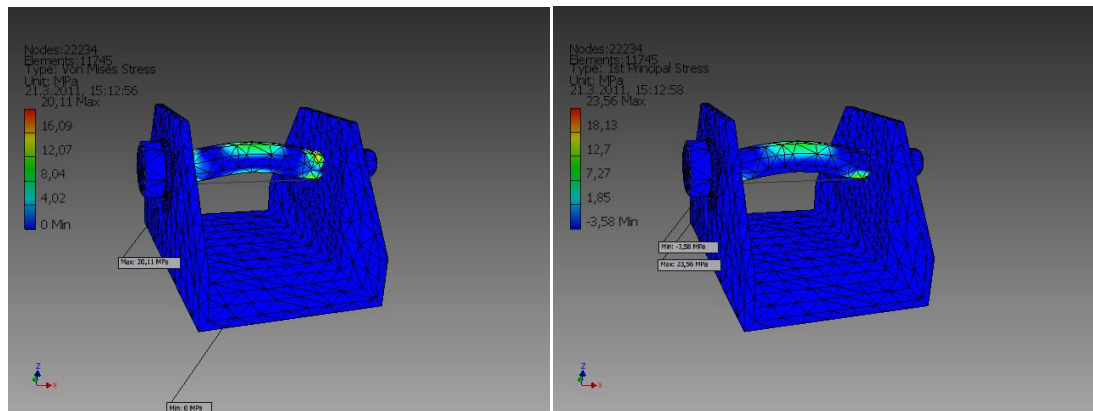 Nodes:22234
Elements:11745
Type: Von Mises Stress
Unit: MPa
21.3.2011, 15:12:56
20,11 Max
16,09
12,07
8,04
4,02
0 Min
Max: 20,11 MPa
Min: 0 MPa
Z
X
Nodes:22234
Elements:11745
Type: 1st Principal Stress
Unit: MPa
21.3.2011, 15:12:58
23,56 Max
18,13
12,7
7,27
1,85
-3,58 Min
Min: -3,58 MPa
Max: 23,56 MPa
Z
X